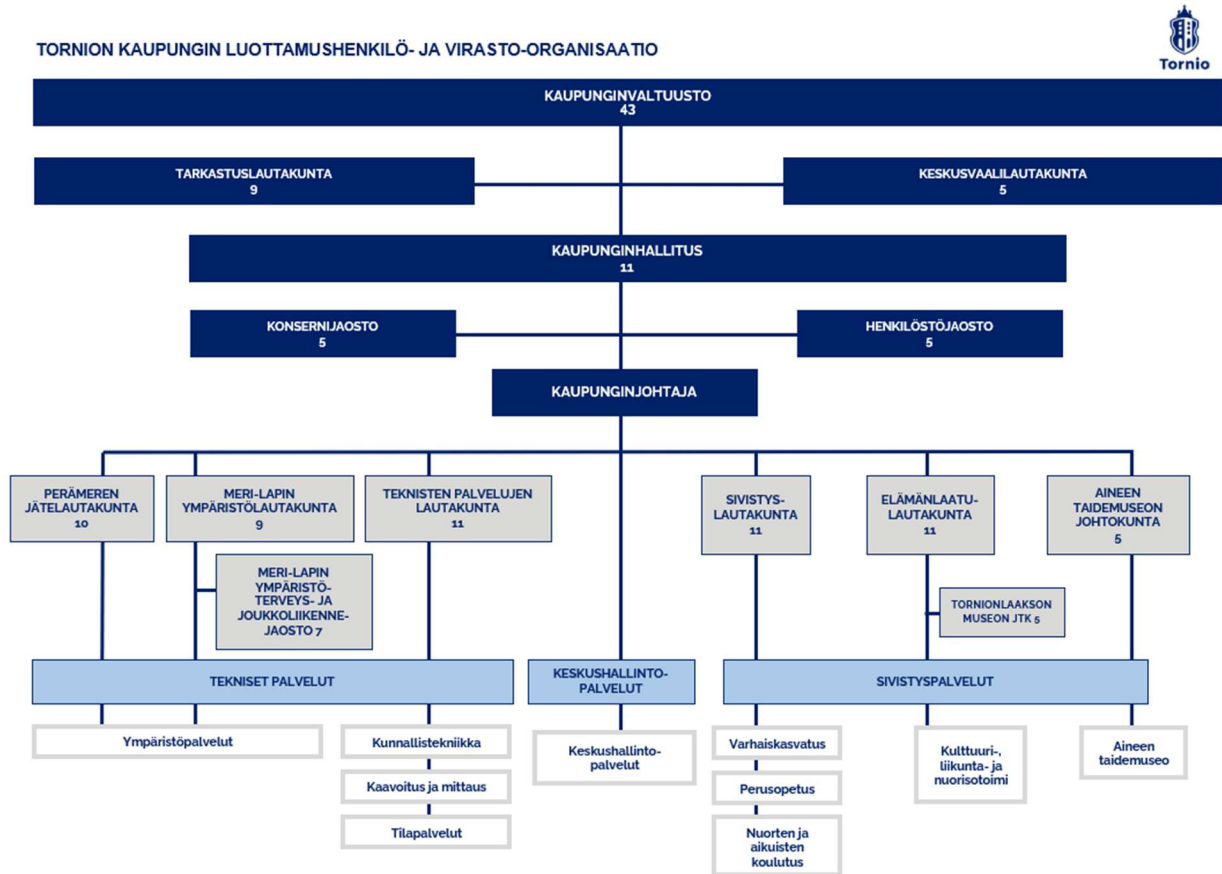 TORNION KAUPUNGIN LUOTTAMUSHENKILÖ- JA VIRASTO-ORGANISAATIO
Tornio
KAUPUNGINVALTUUSTO
43
TARKASTUSLAUTAKUNTA
9
KESKUSVAALILAUTAKUNTA
5
KAUPUNGINHALLITUS
11
KONSERNIJAOSTO
5
HENKILÖSTÖJAOSTO
5
KAUPUNGINJOHTAJA
PERÄMEREN
JÄTELAUTAKUNTA
10
MERI-LAPIN
YMPÄRISTÖLAUTAKUNTA
9
TEKNISTEN PALVELUJEN
LAUTAKUNTA
11
SIVISTYS-
LAUTAKUNTA
11
ELÄMÄNLAATU-
LAUTAKUNTA
11
AINEEN
TAIDEMUSEON
JOHTOKUNTA
5
MERI-LAPIN
YMPÄRISTÖ-
TERVEYS- JA
JOUKKOLIIKENNE-
JAOSTO 7
TORNIONLAAKSON
MUSEON JTK 5
TEKNISET PALVELUT
KESKUSHALLINTO-
PALVELUT
SIVISTYSPALVELUT
Ympäristöpalvelut
Kunnallistekniikka
Kaavoitus ja mittaus
Tilapalvelut
Keskushallinto-
palvelut
Varhaiskasvatus
Perusopetus
Nuorten ja
aikuisten
koulutus
Kulttuuri-,
liikunta- ja
nuorisotoimi
Aineen
taidemuseo